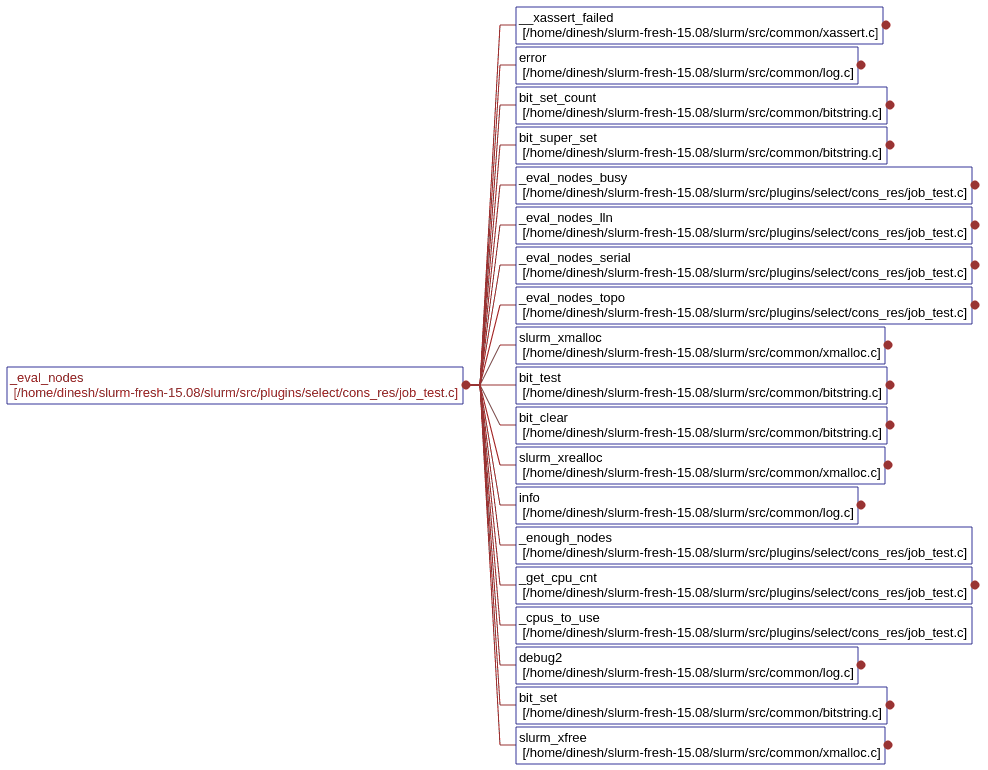 __xassert_failed
[/home/dinesh/slurm-fresh-15.08/slurm/src/common/xassert.c]
error
[/home/dinesh/slurm-fresh-15.08/slurm/src/common/log.c]
bit_set_count
[/home/dinesh/slurm-fresh-15.08/slurm/src/common/bitstring.c]
bit_super_set
[/home/dinesh/slurm-fresh-15.08/slurm/src/common/bitstring.c]
_eval_nodes_busy
[/home/dinesh/slurm-fresh-15.08/slurm/src/plugins/select/cons_res/job_test.c]
_eval_nodes_lln
[/home/dinesh/slurm-fresh-15.08/slurm/src/plugins/select/cons_res/job_test.c]
_eval_nodes_serial
[/home/dinesh/slurm-fresh-15.08/slurm/src/plugins/select/cons_res/job_test.c]
_eval_nodes_topo
[/home/dinesh/slurm-fresh-15.08/slurm/src/plugins/select/cons_res/job_test.c]
slurm_xmalloc
[/home/dinesh/slurm-fresh-15.08/slurm/src/common/xmalloc.c]
_eval_nodes
[/home/dinesh/slurm-fresh-15.08/slurm/src/plugins/select/cons_res/job_test.c]
bit_test
[/home/dinesh/slurm-fresh-15.08/slurm/src/common/bitstring.c]
bit_clear
[/home/dinesh/slurm-fresh-15.08/slurm/src/common/bitstring.c]
slurm_xrealloc
[/home/dinesh/slurm-fresh-15.08/slurm/src/common/xmalloc.c]
info
[/home/dinesh/slurm-fresh-15.08/slurm/src/common/log.c]
_enough_nodes
[/home/dinesh/slurm-fresh-15.08/slurm/src/plugins/select/cons_res/job_test.c]
_get_cpu_cnt
[/home/dinesh/slurm-fresh-15.08/slurm/src/plugins/select/cons_res/job_test.c]
_cpus_to_use
[/home/dinesh/slurm-fresh-15.08/slurm/src/plugins/select/cons_res/job_test.c]
debug2
[/home/dinesh/slurm-fresh-15.08/slurm/src/common/log.c]
bit_set
[/home/dinesh/slurm-fresh-15.08/slurm/src/common/bitstring.c]
slurm_xfree
[/home/dinesh/slurm-fresh-15.08/slurm/src/common/xmalloc.c]